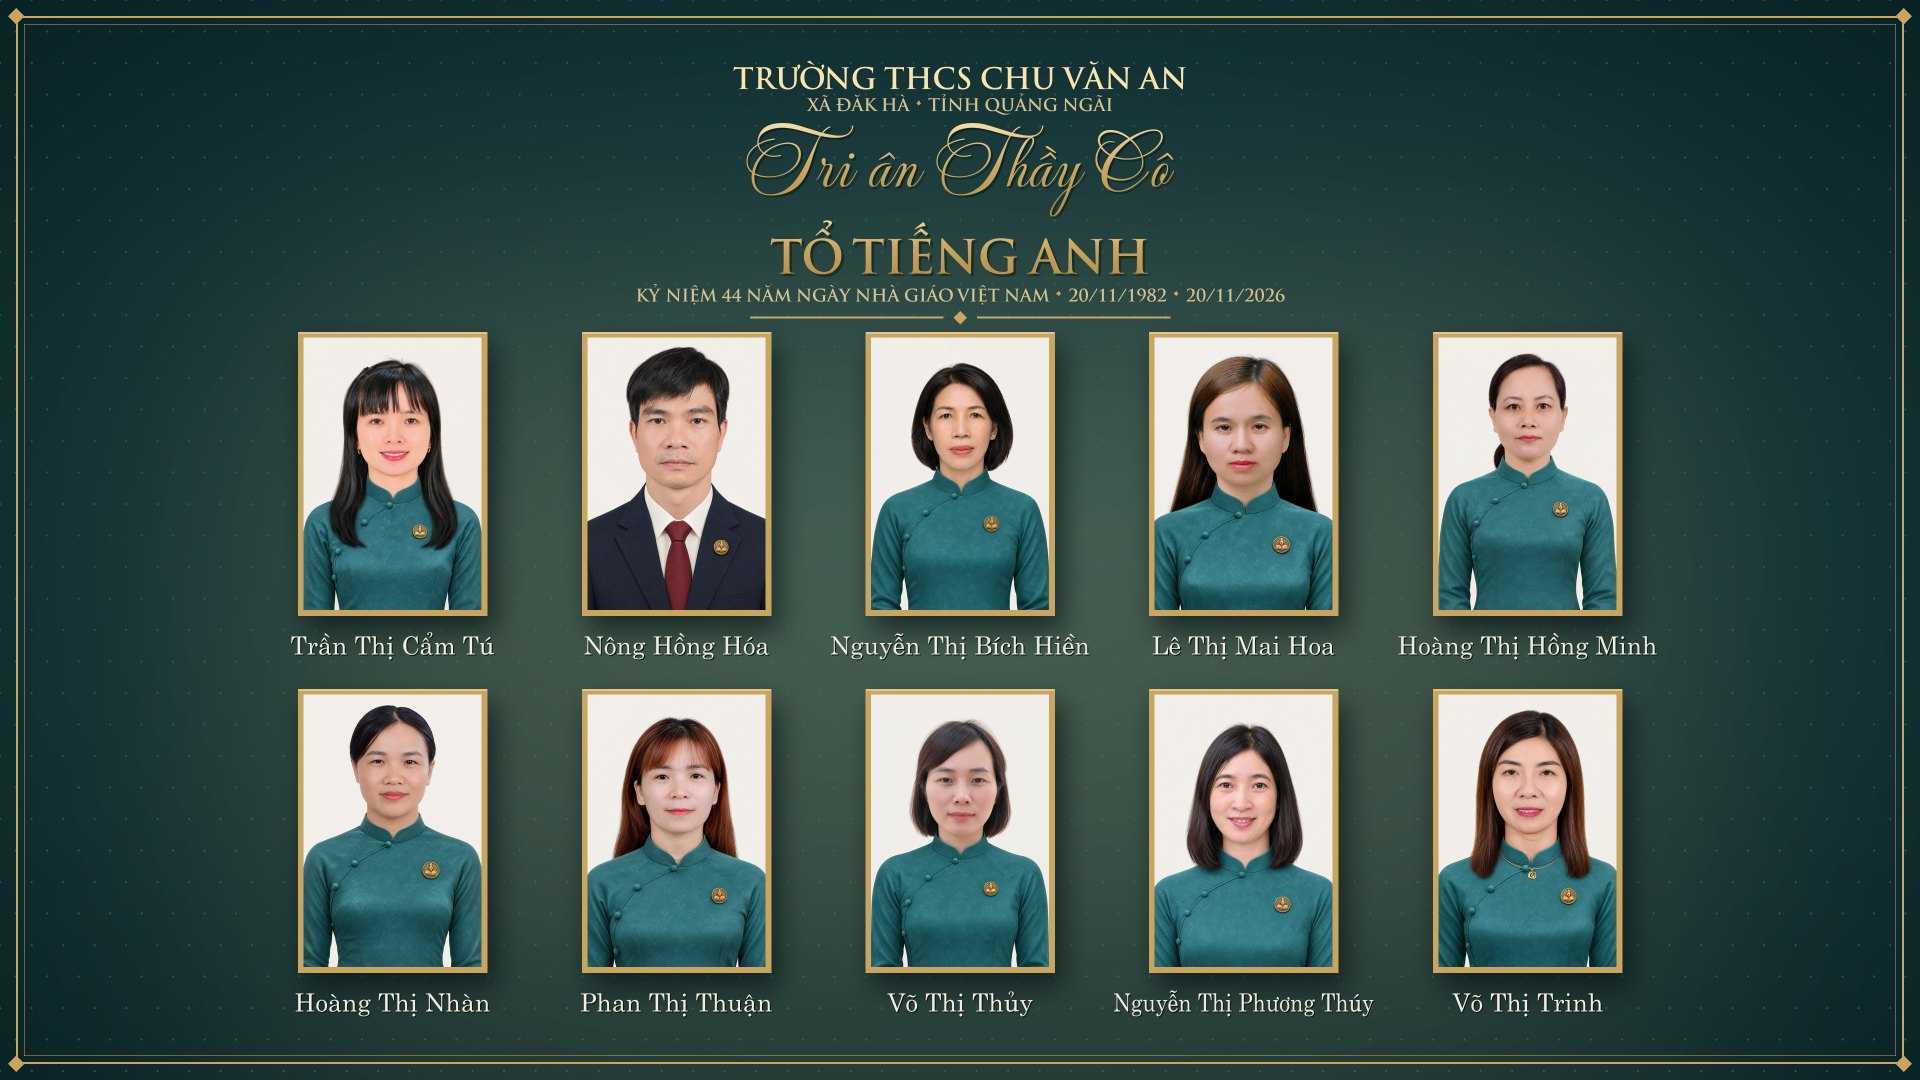 TRƯỜNG THCS CHU VĂN AN
XÃ ĐĂK HÀ • TỈNH QUẢNG NGÃI
Tri ân Thầy Cô
TỔ TIẾNG ANH
KỶ NIỆM 44 NĂM NGÀY NHÀ GIÁO VIỆT NAM • 20/11/1982 • 20/11/2026
Trần Thị Cẩm Tú
Nông Hồng Hóa
Nguyễn Thị Bích Hiền
Lê Thị Mai Hoa
Hoàng Thị Hồng Minh
Hoàng Thị Nhàn
Phan Thị Thuận
Võ Thị Thủy
Nguyễn Thị Phương Thúy
Võ Thị Trinh